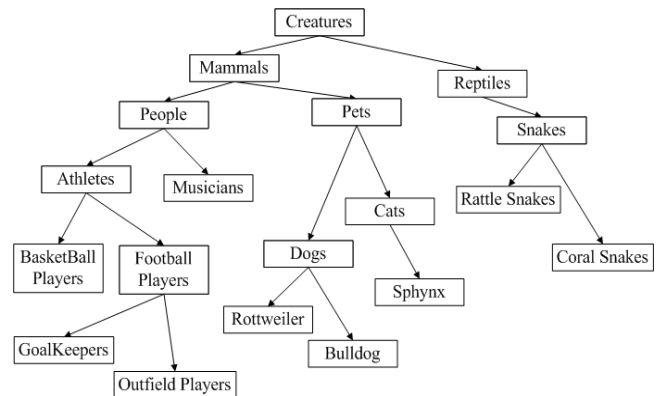 Creatures
Mammals
Reptiles
People
Pets
Snakes
Athletes
Musicians
Rattle Snakes
Cats
BasketBall
Players
Football
Players
Dogs
Coral Snakes
Sphynx
Rottweiler
GoalKeepers
Bulldog
Outfield Players